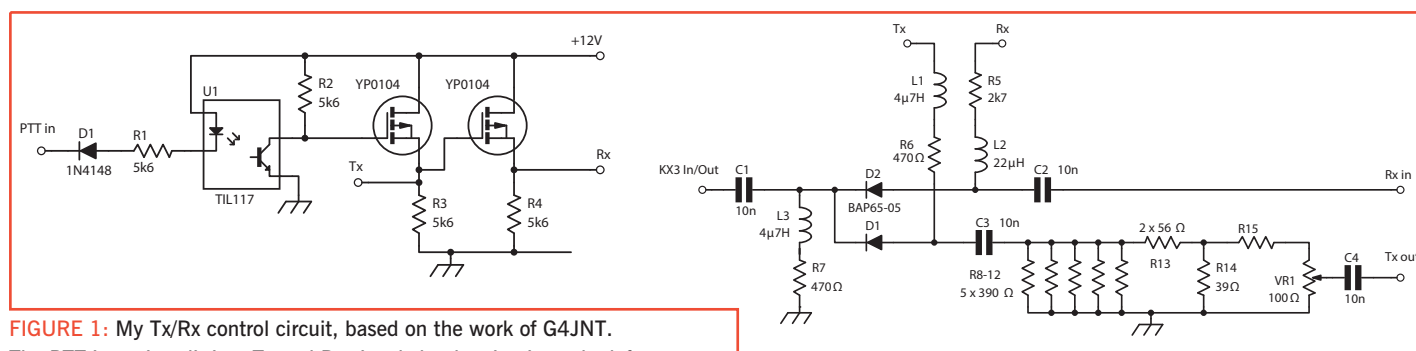 +12V
YP0104
YP0104
R2
5k6
U1
PTT in
D1
1N4148
R1
5k6
TIL117
Tx
Rx
R3
5k6
R4
5k6
Tx
Rx
L1
4µ7H
R5
2k7
R6
470Ω
L2
22µH
KX3 In/Out
C1
10n
D2
BAP65-05
C2 10n
Rx in
L3
4µ7H
D1
C3 10n
2 x 56 Ω
R13
R15
R7
470Ω
R8-12
5 x 390 Ω
R14
39Ω
VR1
100Ω
C4
10n
Tx out
FIGURE 1: My Tx/Rx control circuit, based on the work of G4JNT.